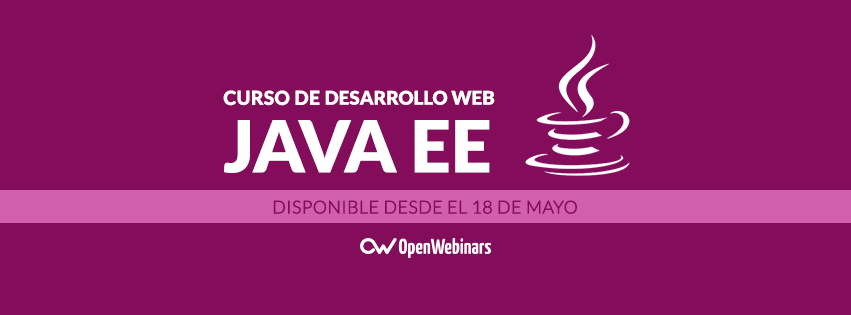 CURSO DE DESARROLLO WEB
JAVA EE
DISPONIBLE DESDE EL 18 DE MAYO
OpenWebinars